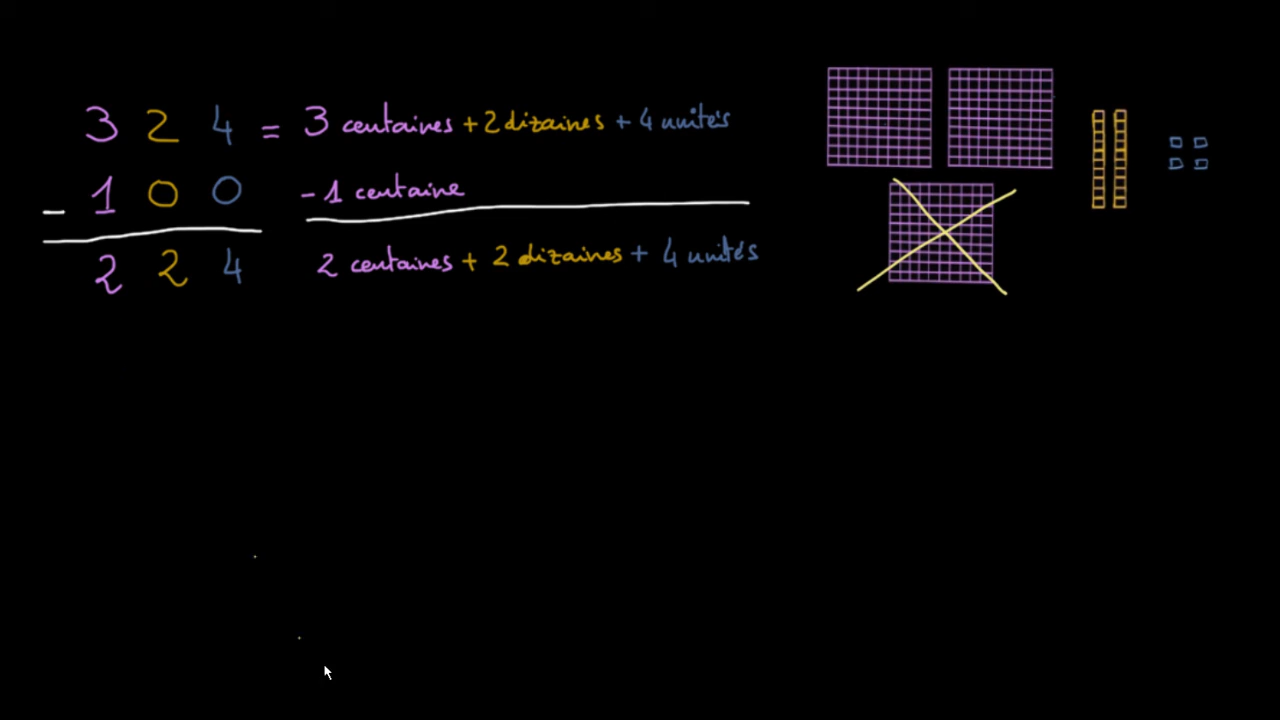 3 2 4 = 3 centaines + 2 dizaines + 4 unités
- 1 0 0 - 1 centaine
2 2 4 2 centaines + 2 dizaines + 4 unités